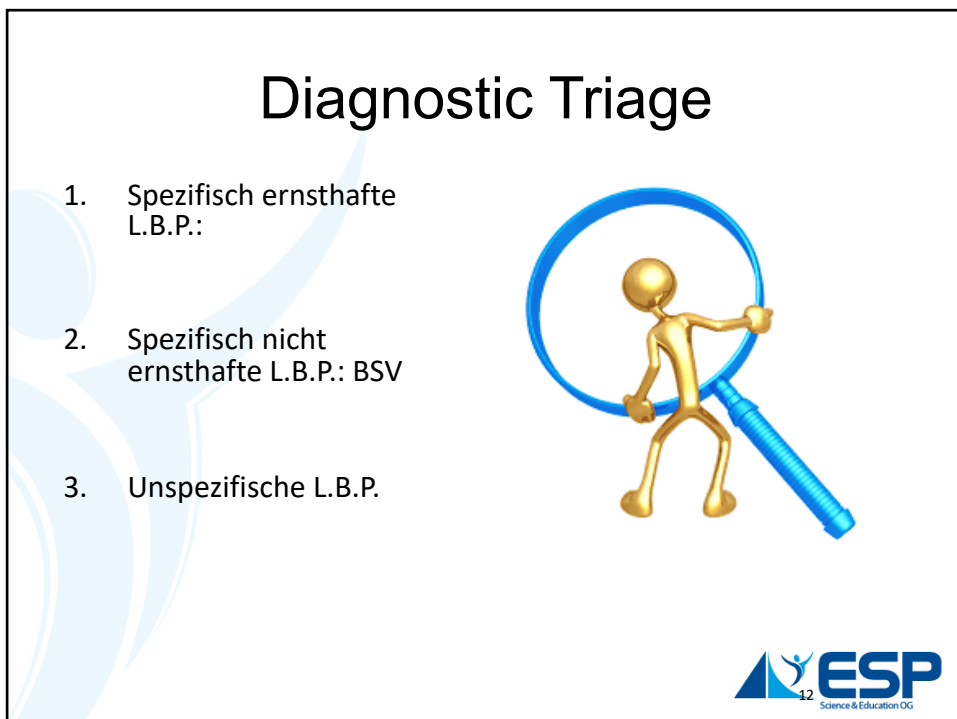 Diagnostic Triage
1. Spezifisch ernsthafte
L.B.P.:
2. Spezifisch nicht
ernsthafte L.B.P.: BSV
3. Unspezifische L.B.P.
12
ESP
Science & Education OG